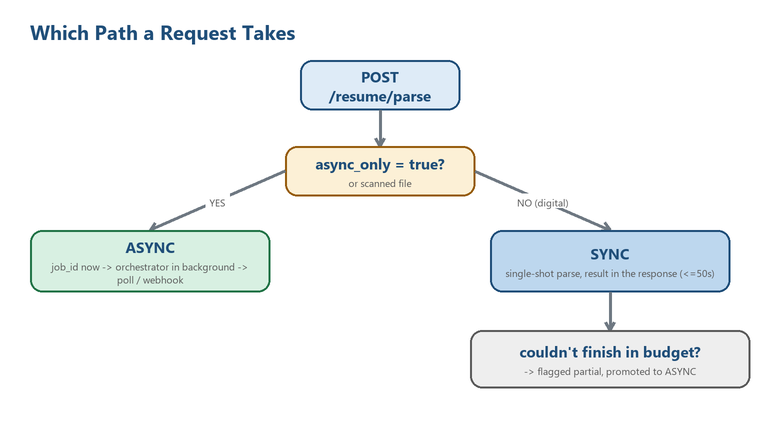 Which Path a Request Takes
POST
/resume/parse
async_only = true?
or scanned file
YES
NO (digital)
ASYNC
job_id now -> orchestrator in background ->
poll / webhook
SYNC
single-shot parse, result in the response (<=50s)
couldn't finish in budget?
-> flagged partial, promoted to ASYNC